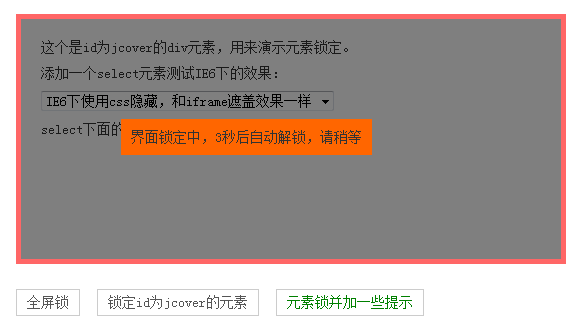 这个是id为jcover的div元素，用来演示元素锁定。
添加一个select元素测试IE6下的效果：
IE6下使用css隐藏，和iframe遮盖效果一样
select下面的
界面锁定中，3秒后自动解锁，请稍等
全屏锁 锁定id为jcover的元素 元素锁并加一些提示